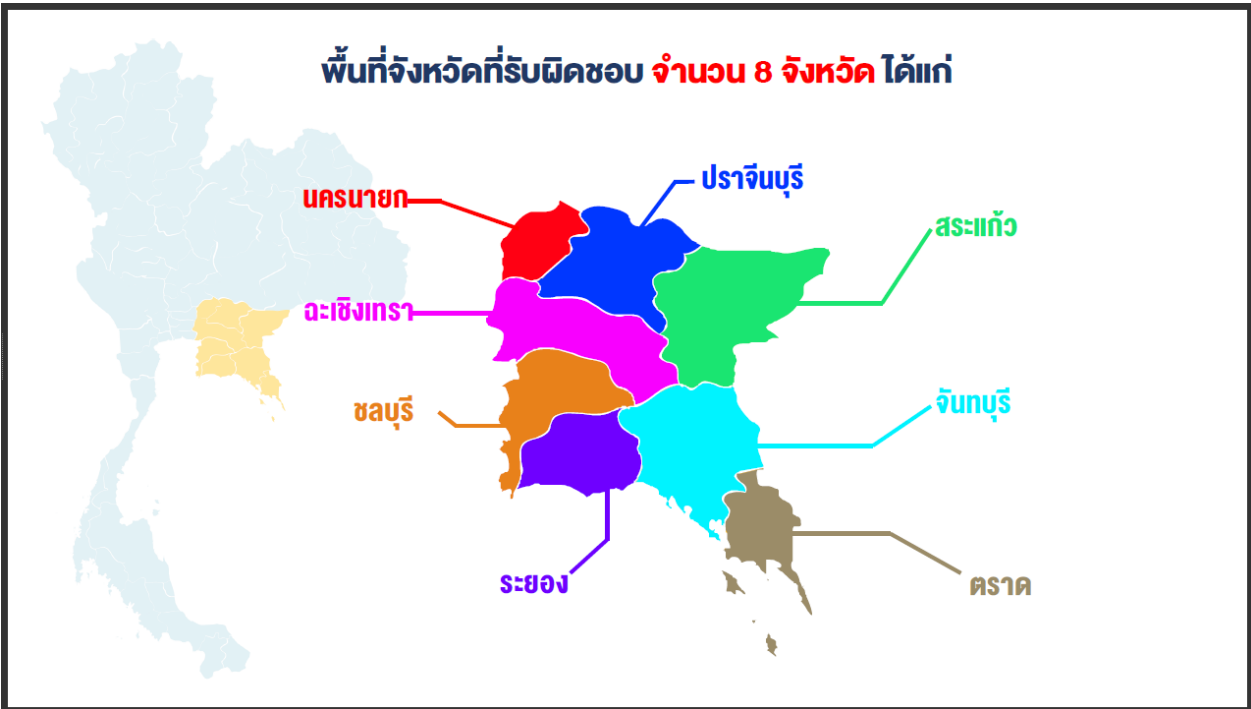 พื้นที่จังหวัดที่รับผิดชอบ จำนวน 8 จังหวัด ได้แก่
ปราจีนบุรี
นครนายก
สระแก้ว
ฉะเชิงเทรา
จันทบุรี
ชลบุรี
ระยอง
ตราด